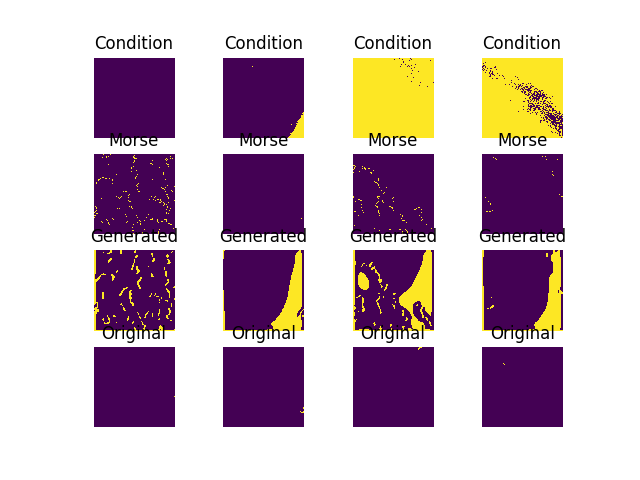 Condition Condition Condition Condition
Morse Morse Morse Morse
Generated Generated Generated Generated
Original Original Original Original